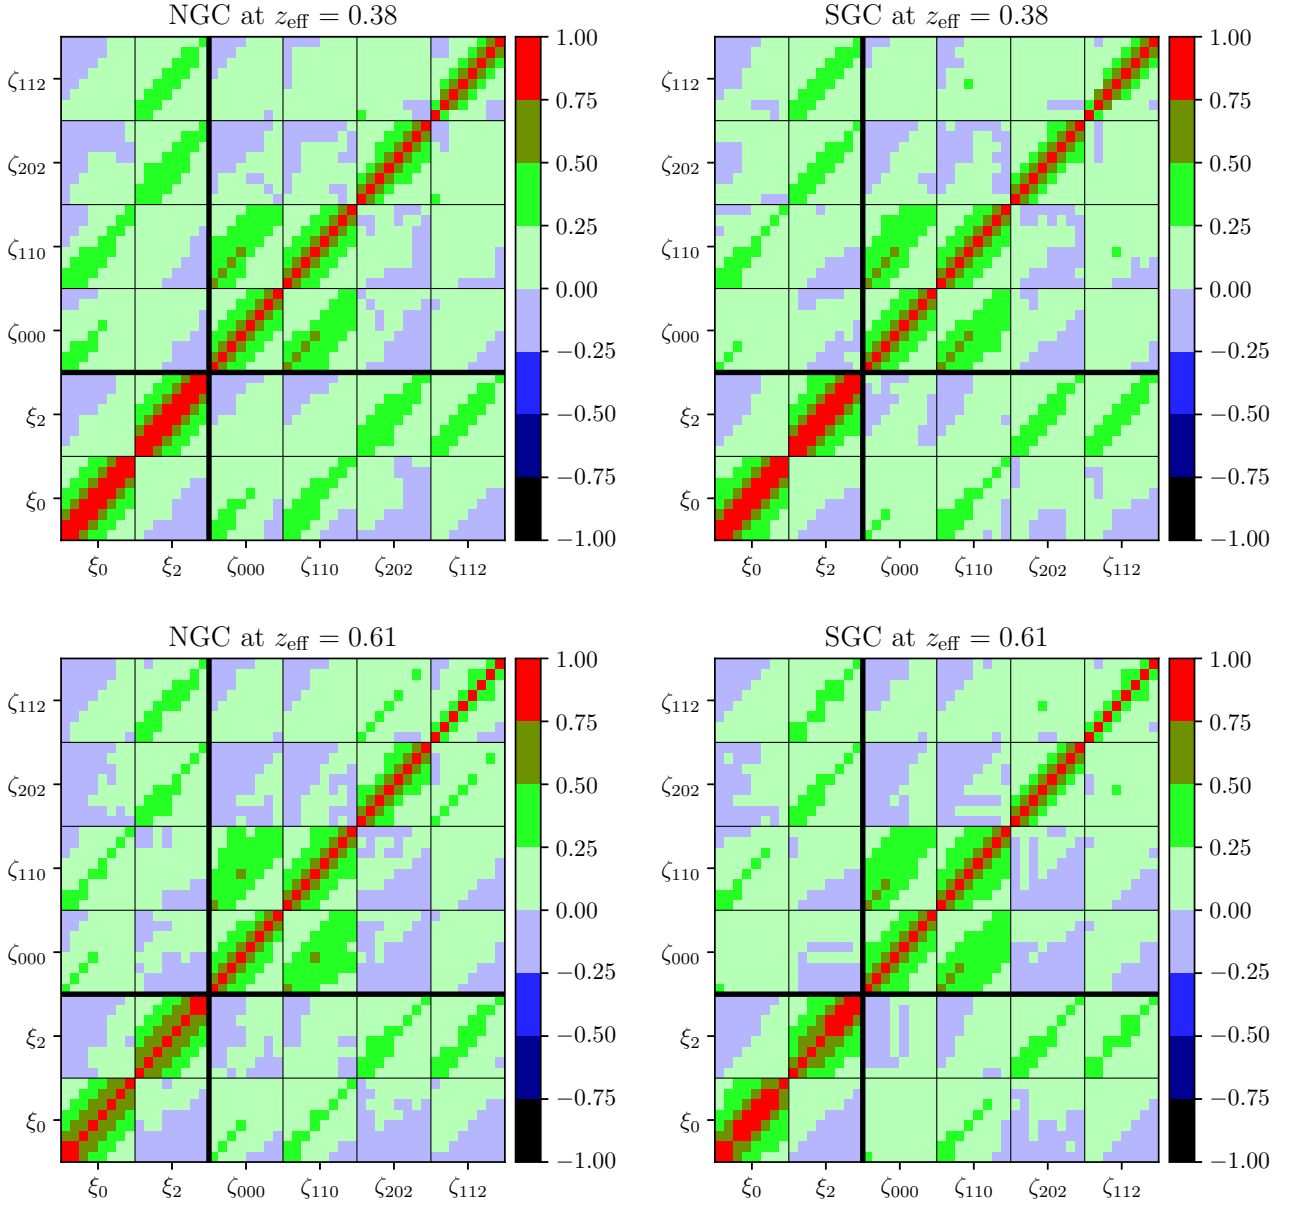 NGC at z_eff = 0.38
ζ₁₁₂
ζ₂₀₂
ζ₁₁₀
ζ₀₀₀
ξ₂
ξ₀
ξ₀ ξ₂ ζ₀₀₀ ζ₁₁₀ ζ₂₀₂ ζ₁₁₂
1.00
0.75
0.50
0.25
0.00
−0.25
−0.50
−0.75
−1.00
SGC at z_eff = 0.38
ζ₁₁₂
ζ₂₀₂
ζ₁₁₀
ζ₀₀₀
ξ₂
ξ₀
ξ₀ ξ₂ ζ₀₀₀ ζ₁₁₀ ζ₂₀₂ ζ₁₁₂
1.00
0.75
0.50
0.25
0.00
−0.25
−0.50
−0.75
−1.00
NGC at z_eff = 0.61
ζ₁₁₂
ζ₂₀₂
ζ₁₁₀
ζ₀₀₀
ξ₂
ξ₀
ξ₀ ξ₂ ζ₀₀₀ ζ₁₁₀ ζ₂₀₂ ζ₁₁₂
1.00
0.75
0.50
0.25
0.00
−0.25
−0.50
−0.75
−1.00
SGC at z_eff = 0.61
ζ₁₁₂
ζ₂₀₂
ζ₁₁₀
ζ₀₀₀
ξ₂
ξ₀
ξ₀ ξ₂ ζ₀₀₀ ζ₁₁₀ ζ₂₀₂ ζ₁₁₂
1.00
0.75
0.50
0.25
0.00
−0.25
−0.50
−0.75
−1.00